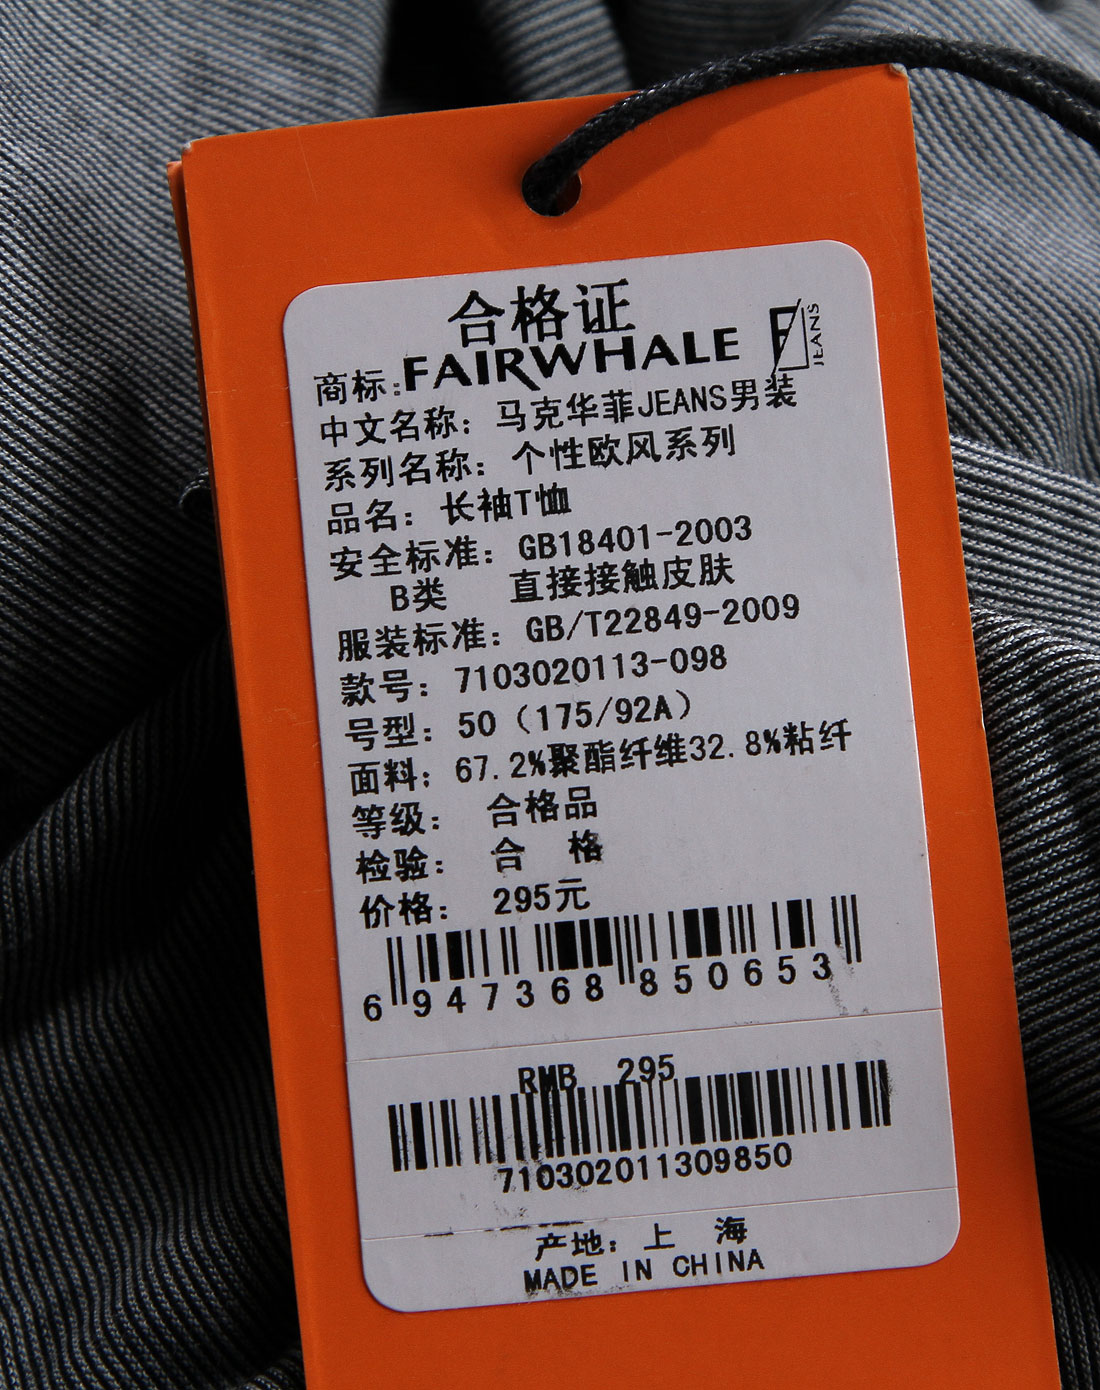 合格证
商标:FAIRWHALE F JEANS
中文名称: 马克华菲JEANS男装
系列名称: 个性欧风系列
品名: 长袖T恤
安全标准: GB18401-2003
B类 直接接触皮肤
服装标准: GB/T22849-2009
款号: 7103020113-098
号型: 50(175/92A)
面料: 67.2%聚酯纤维32.8%粘纤
等级: 合格品
检验: 合 格
价格: 295元
6 947368 850653
RMB 295
710302011309850
产地: 上 海
MADE IN CHINA